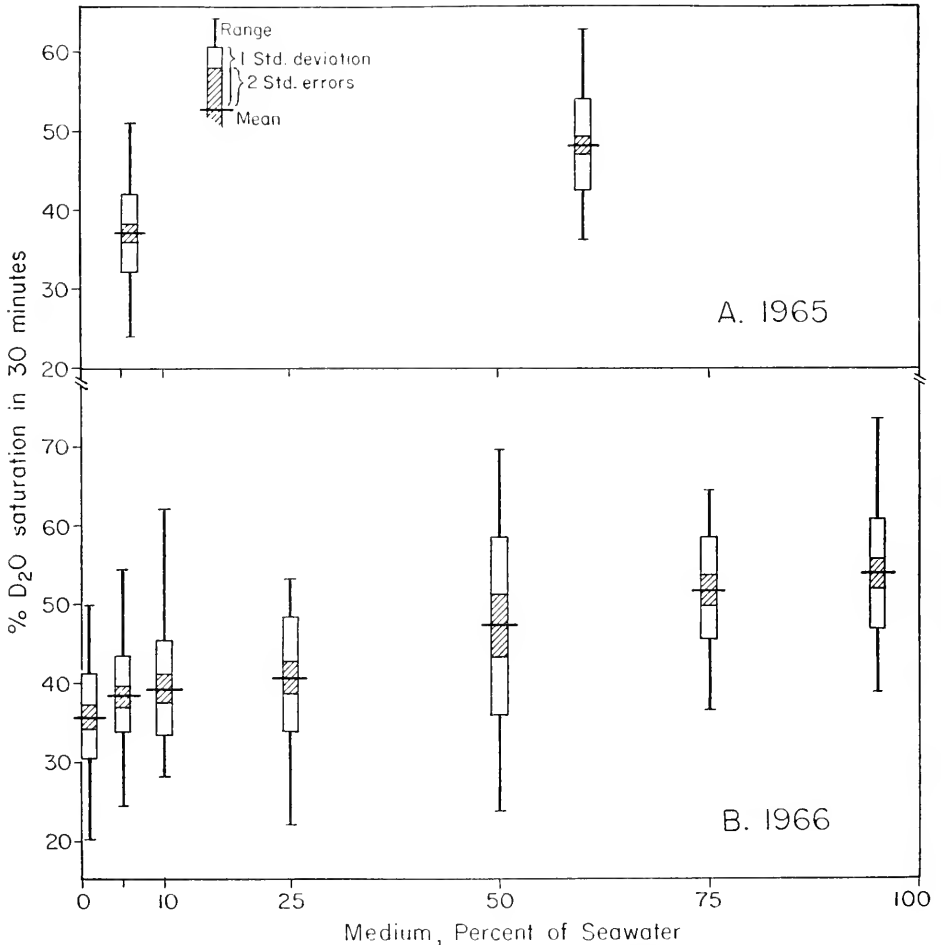 Range
1 Std. deviation
2 Std. errors
Mean
60
50
40
30
20
A. 1965
% D₂O saturation in 30 minutes
70
60
50
40
30
20
B. 1966
0 10 25 50 75 100
Medium, Percent of Seawater